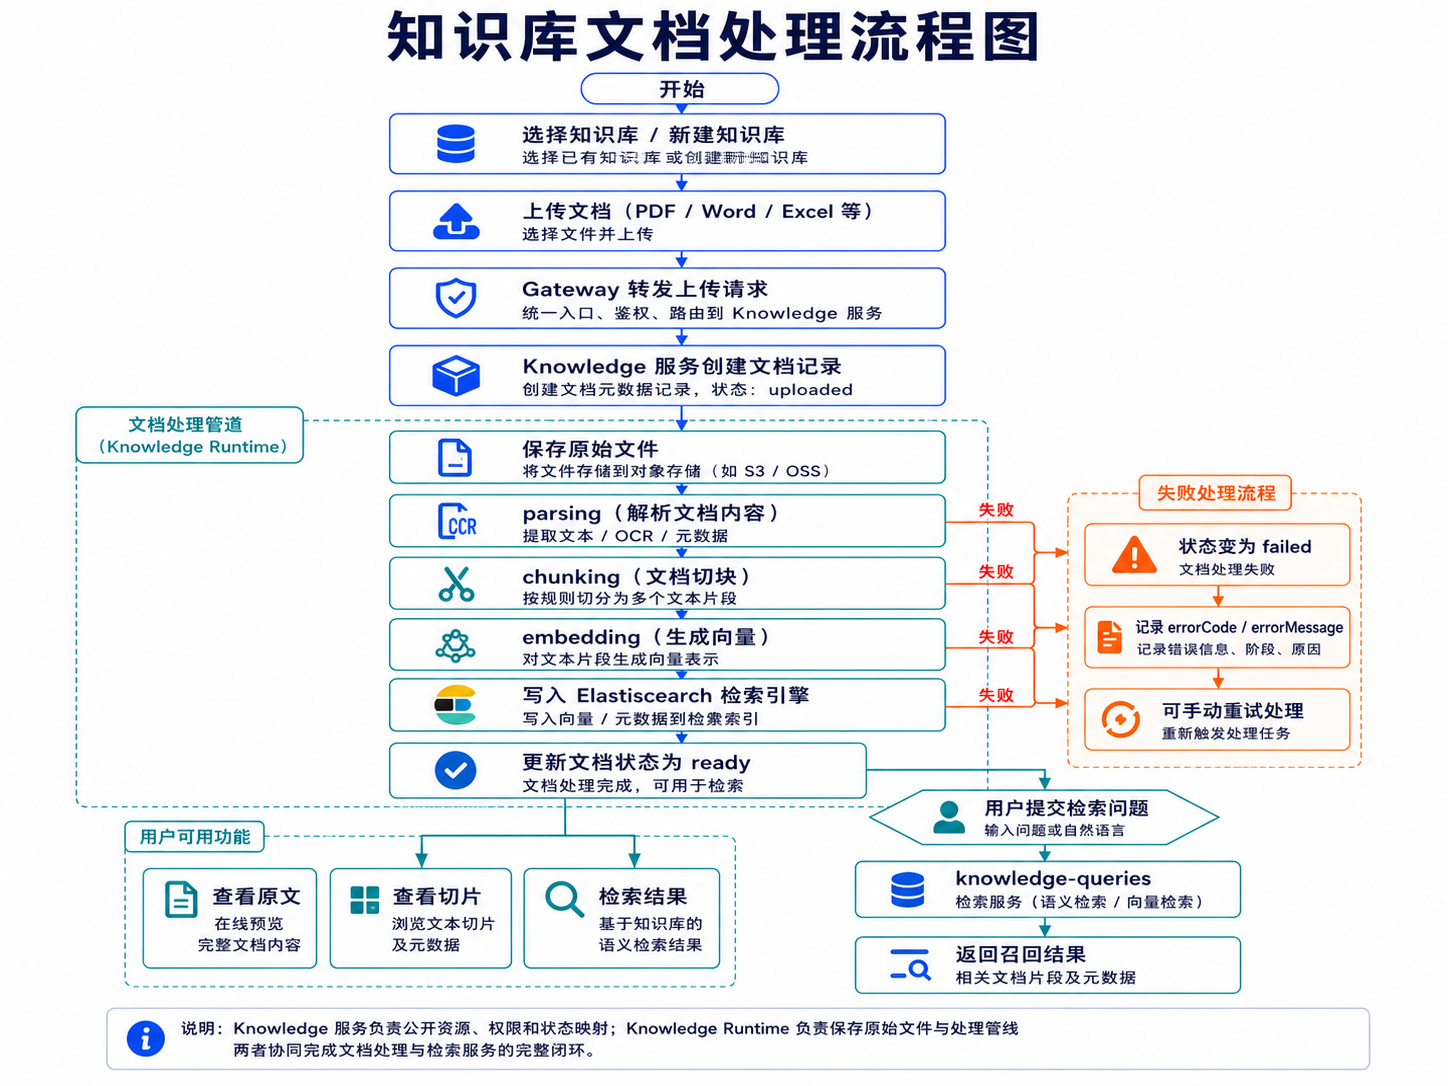 知识库文档处理流程图
开始
选择知识库 / 新建知识库
选择已有知识库或创建新知识库
上传文档（PDF / Word / Excel 等）
选择文件并上传
Gateway 转发上传请求
统一入口、鉴权、路由到 Knowledge 服务
Knowledge 服务创建文档记录
创建文档元数据记录，状态：uploaded
文档处理管道
（Knowledge Runtime）
保存原始文件
将文件存储到对象存储（如 S3 / OSS）
CCR
parsing（解析文档内容）
提取文本 / OCR / 元数据
失败
chunking（文档切块）
按规则切分为多个文本片段
失败
embedding（生成向量）
对文本片段生成向量表示
失败
写入 Elastiscearch 检索引擎
写入向量 / 元数据到检索索引
失败
更新文档状态为 ready
文档处理完成，可用于检索
失败处理流程
状态变为 failed
文档处理失败
记录 errorCode / errorMessage
记录错误信息、阶段、原因
可手动重试处理
重新触发处理任务
用户可用功能
查看原文
在线预览
完整文档内容
查看切片
浏览文本切片
及元数据
检索结果
基于知识库的
语义检索结果
用户提交检索问题
输入问题或自然语言
knowledge-queries
检索服务（语义检索 / 向量检索）
返回召回结果
相关文档片段及元数据
说明：Knowledge 服务负责公开资源、权限和状态映射；Knowledge Runtime 负责保存原始文件与处理管线
两者协同完成文档处理与检索服务的完整闭环。